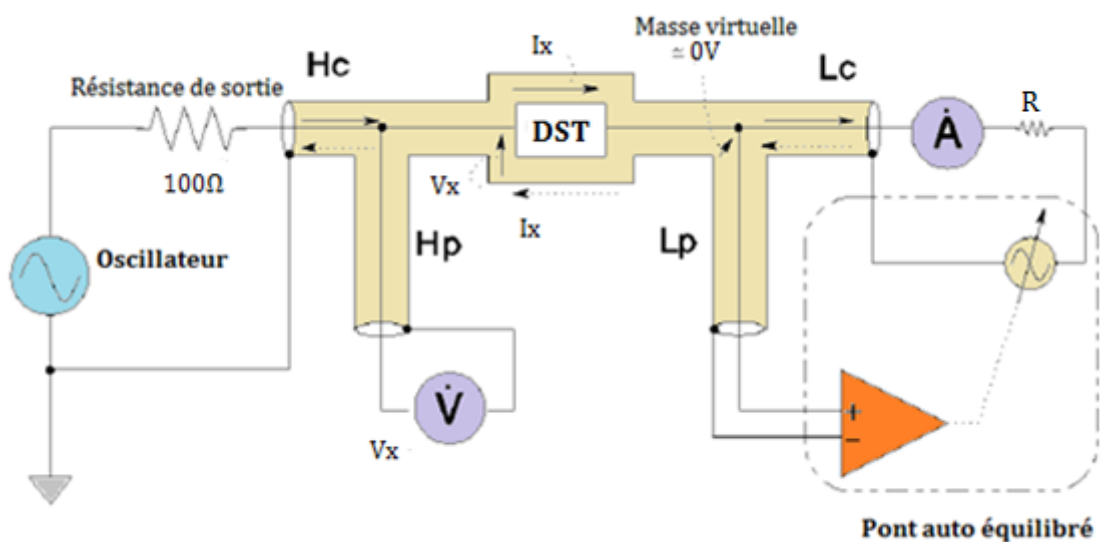 Masse virtuelle
≃ 0V
Ix
Hc
Lc
Résistance de sortie
R
DST
Ȧ
100Ω
Vx
Ix
Hp
Lp
Oscillateur
V̇
Vx
+
−
Pont auto équilibré